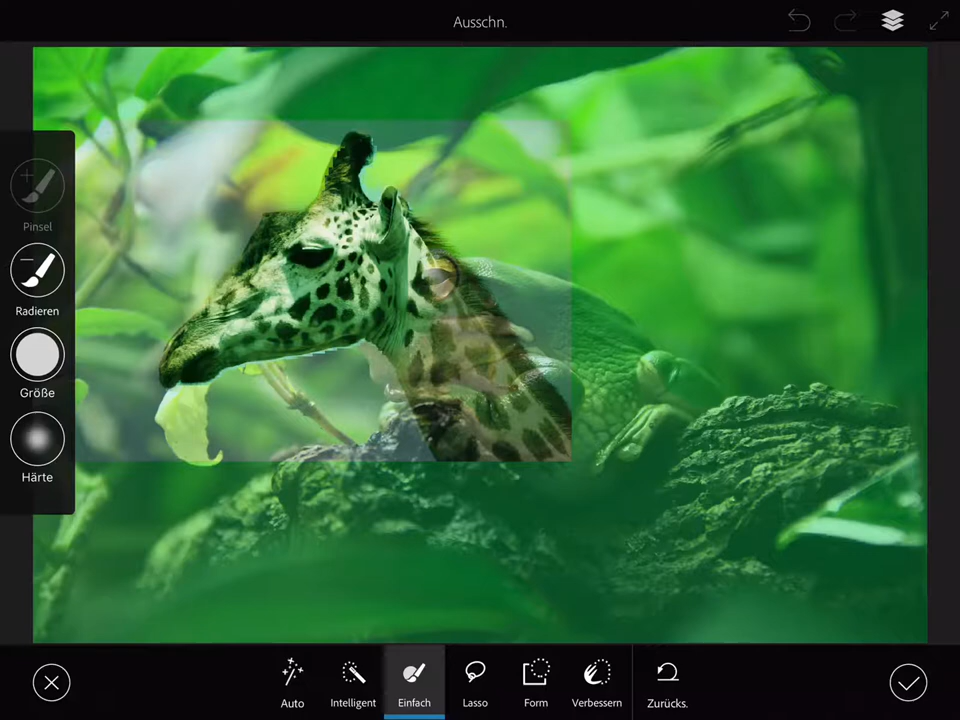 Ausschn.
Pinsel
Radieren
Größe
Härte
Auto
Intelligent
Einfach
Lasso
Form
Verbessern
Zurücks.